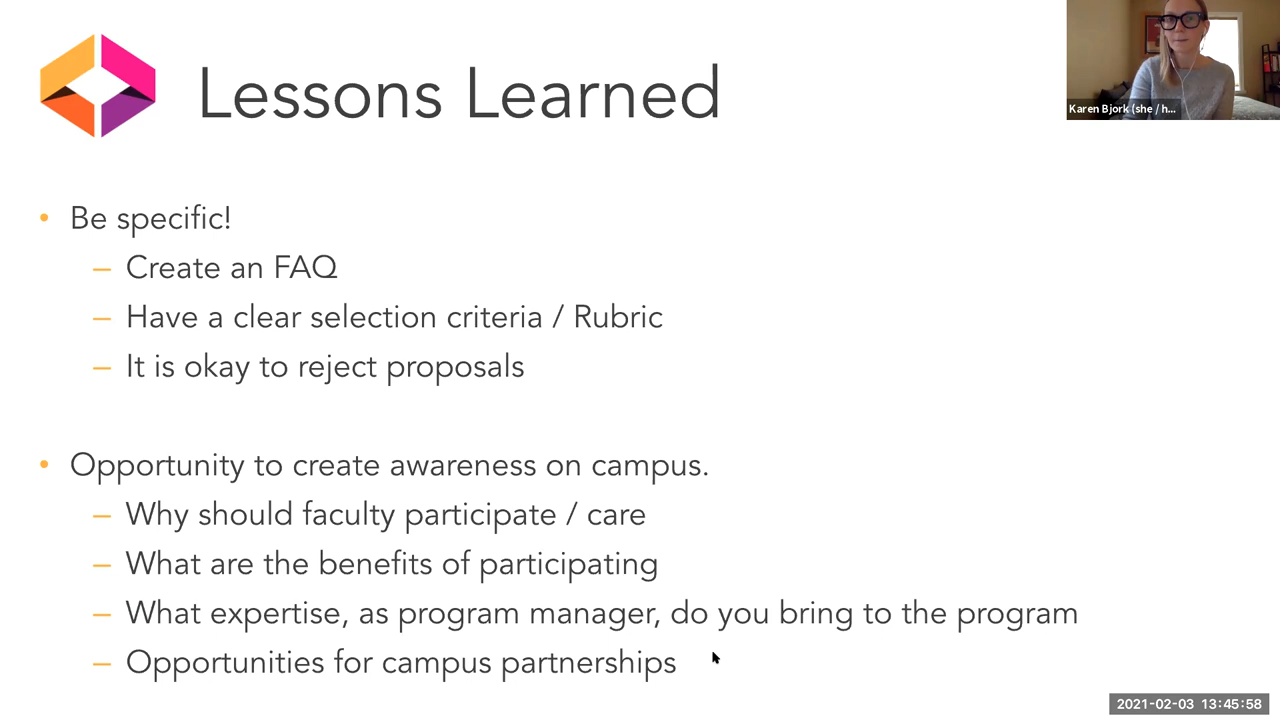 Lessons Learned
Karen Bjork (she / h...
• Be specific!
– Create an FAQ
– Have a clear selection criteria / Rubric
– It is okay to reject proposals
• Opportunity to create awareness on campus.
– Why should faculty participate / care
– What are the benefits of participating
– What expertise, as program manager, do you bring to the program
– Opportunities for campus partnerships
2021-02-03 13:45:58